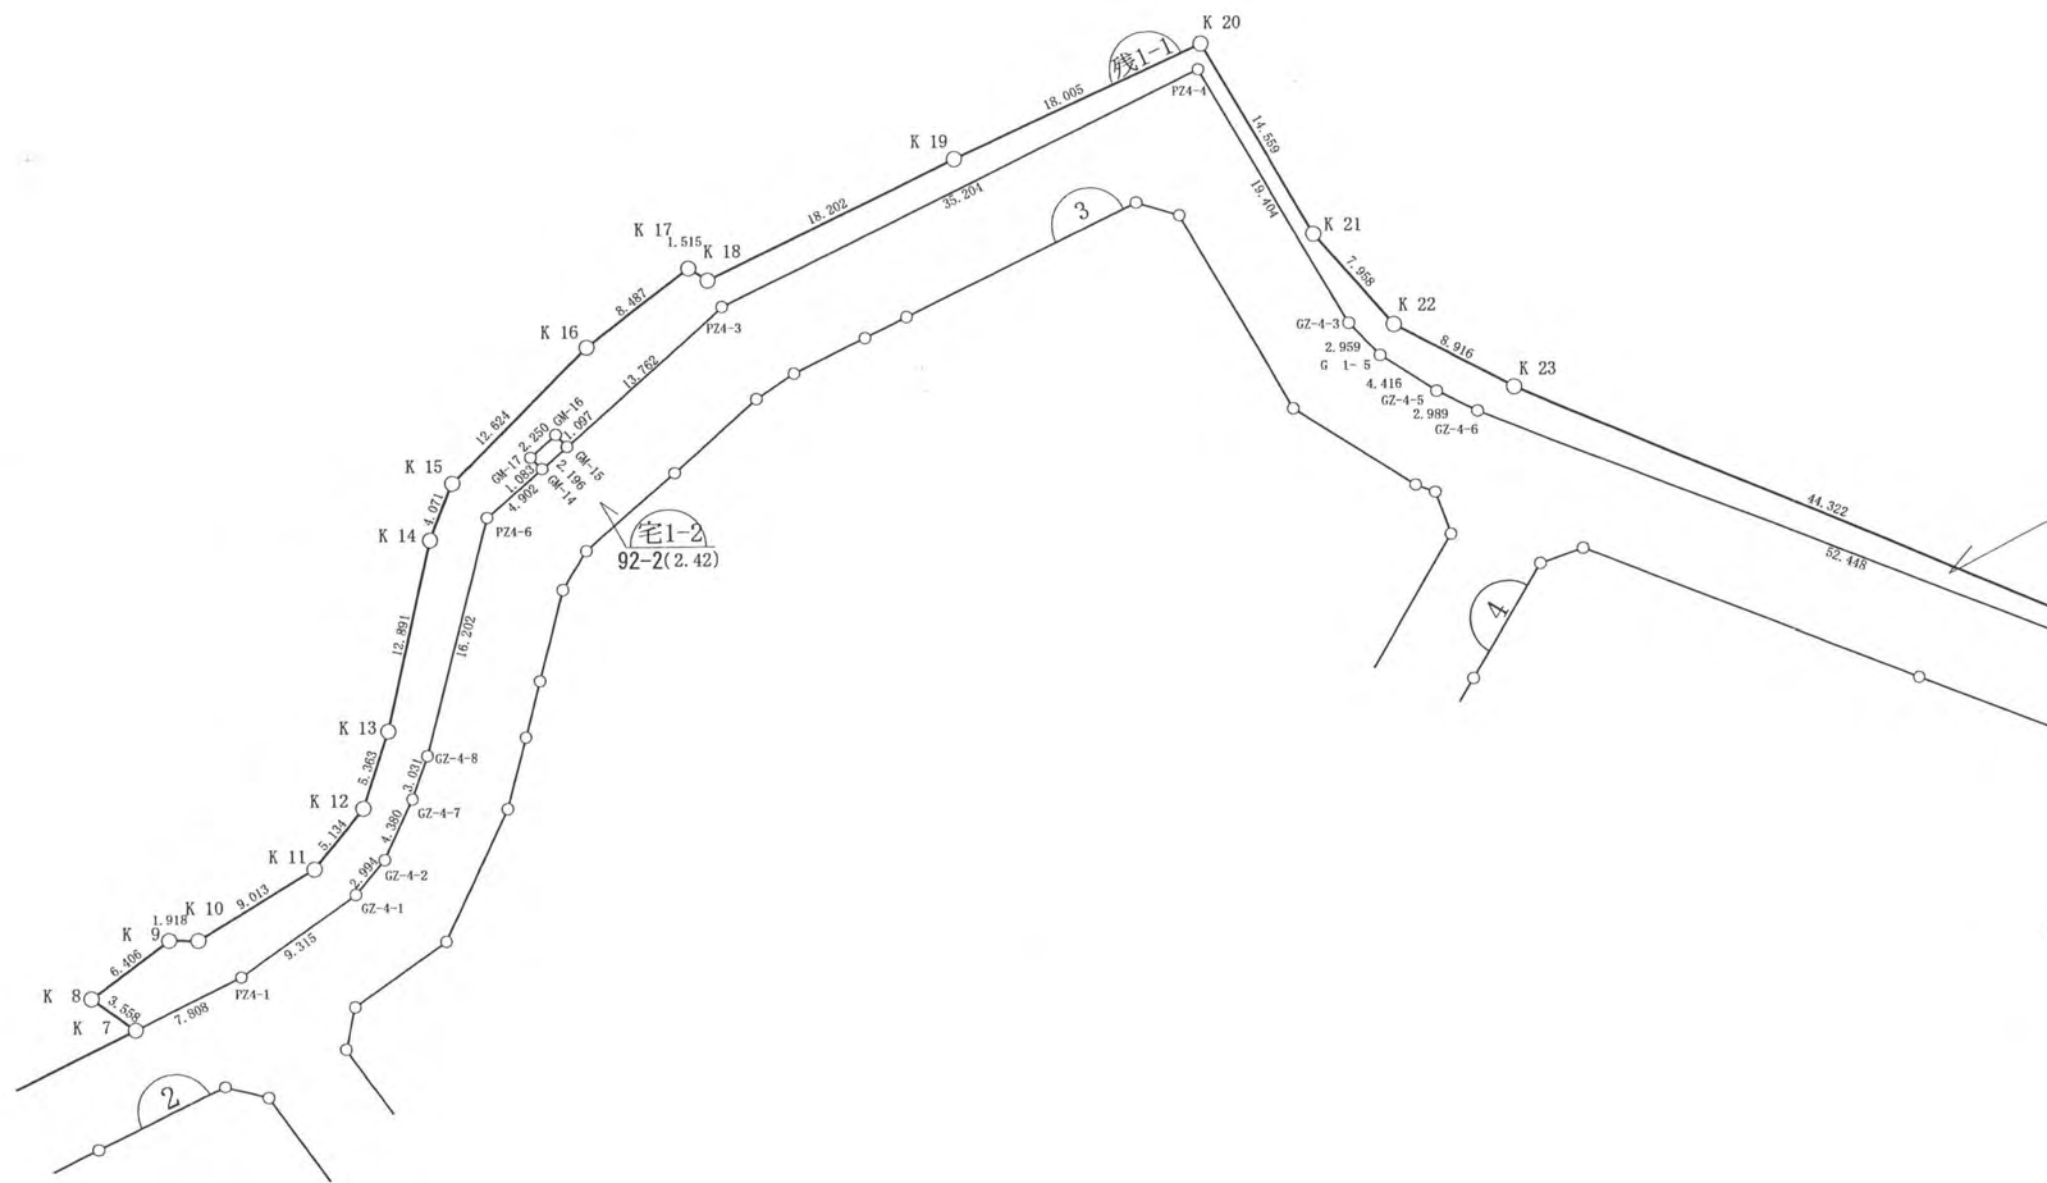 K 20
残1-1
18.005
PZ4-4
K 19
14.559
35.204
19.404
3
18.202
K 21
K 17
1.515
K 18
7.958
8.487
K 22
PZ4-3
GZ-4-3
K 16
2.959
8.916
G 1- 5
K 23
13.762
4.416
GZ-4-5
2.989
GZ-4-6
12.624
GM-16
2.250
1.097
GM-17
GM-15
K 15
1.083
2.196
GM-14
4.902
4.071
44.322
K 14
PZ4-6
宅1-2
92-2(2.42)
52.448
4
12.891
16.202
K 13
GZ-4-8
5.363
3.031
K 12
GZ-4-7
5.134
4.380
K 11
2.994
GZ-4-2
9.013
GZ-4-1
K 10
1.918
K 9
9.315
6.406
PZ4-1
K 8
3.558
7.808
K 7
2